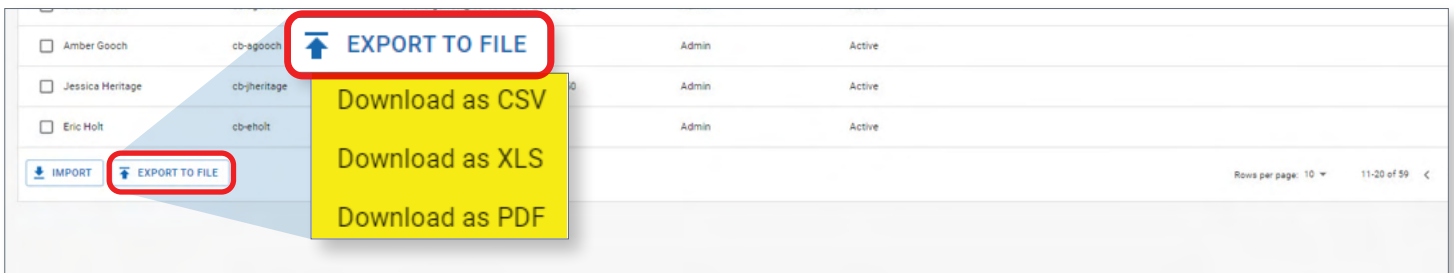 EXPORT TO FILE
Amber Gooch cb-agooch Admin Active
Download as CSV
Jessica Heritage cb-jheritage Admin Active
Eric Holt cb-eholt Admin Active
Download as XLS
IMPORT EXPORT TO FILE Rows per page: 10 11-20 of 59
Download as PDF